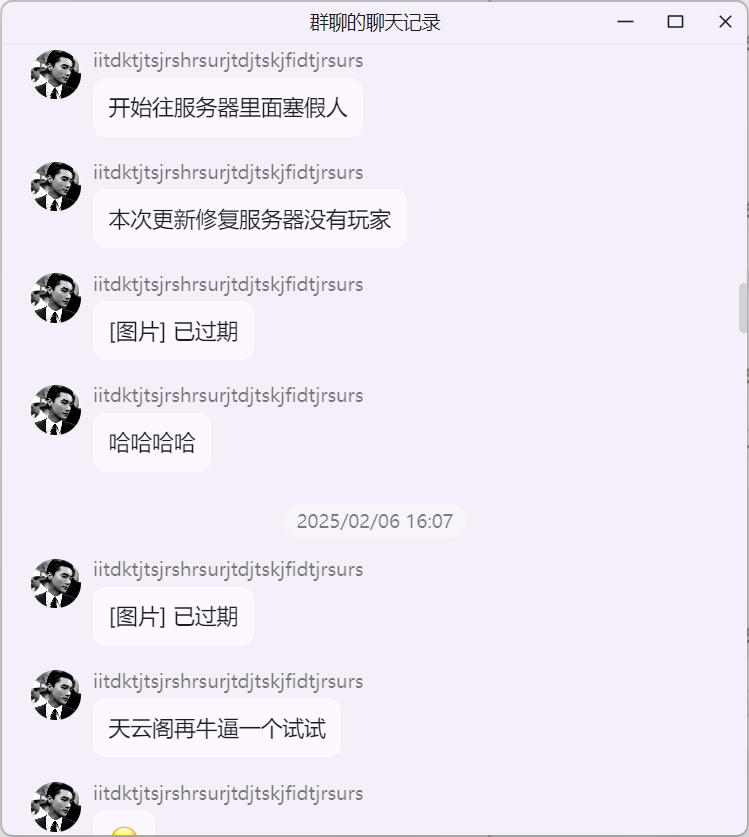 群聊的聊天记录
iitdktjtsjrshrsurjtdjtskjfidtjrsurs
开始往服务器里面塞假人
iitdktjtsjrshrsurjtdjtskjfidtjrsurs
本次更新修复服务器没有玩家
iitdktjtsjrshrsurjtdjtskjfidtjrsurs
[图片] 已过期
iitdktjtsjrshrsurjtdjtskjfidtjrsurs
哈哈哈哈
2025/02/06 16:07
iitdktjtsjrshrsurjtdjtskjfidtjrsurs
[图片] 已过期
iitdktjtsjrshrsurjtdjtskjfidtjrsurs
天云阁再牛逼一个试试
iitdktjtsjrshrsurjtdjtskjfidtjrsurs